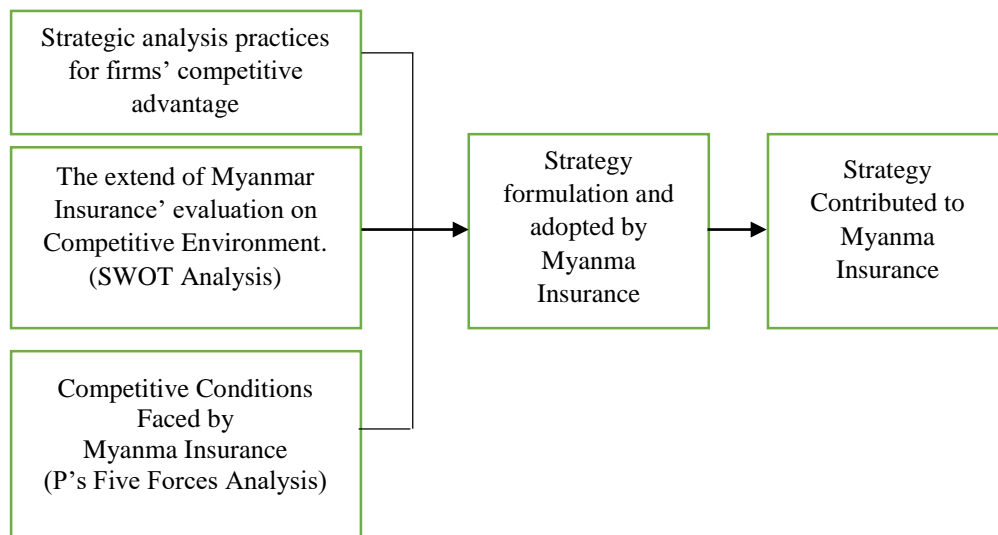 Strategic analysis practices
for firms’ competitive
advantage
The extend of Myanmar
Insurance’ evaluation on
Competitive Environment.
(SWOT Analysis)
Competitive Conditions
Faced by
Myanma Insurance
(P’s Five Forces Analysis)
Strategy
formulation and
adopted by
Myanma
Insurance
Strategy
Contributed to
Myanma
Insurance